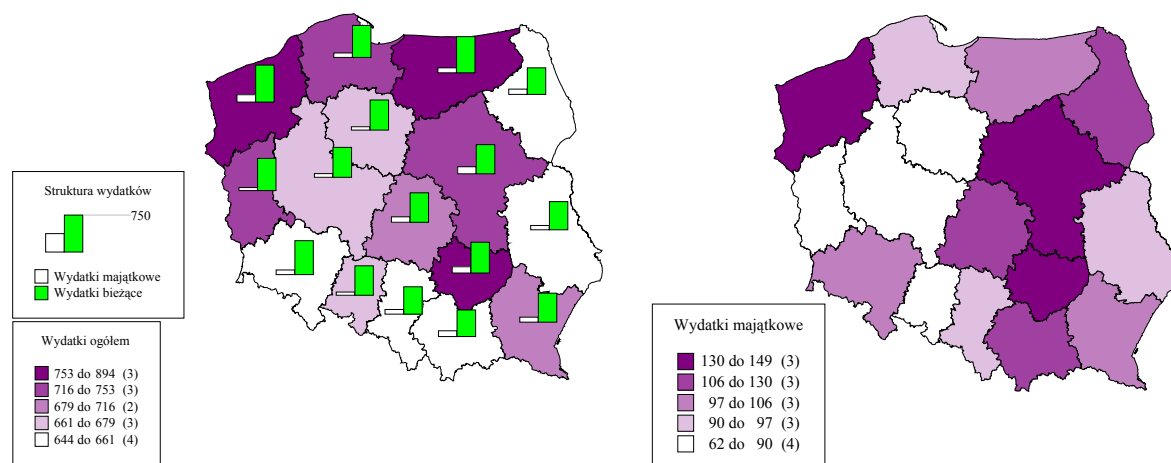 Struktura wydatków
750
Wydatki majątkowe
Wydatki bieżące
Wydatki ogółem
753 do 894 (3)
716 do 753 (3)
679 do 716 (2)
661 do 679 (3)
644 do 661 (4)
Wydatki majątkowe
130 do 149 (3)
106 do 130 (3)
97 do 106 (3)
90 do 97 (3)
62 do 90 (4)